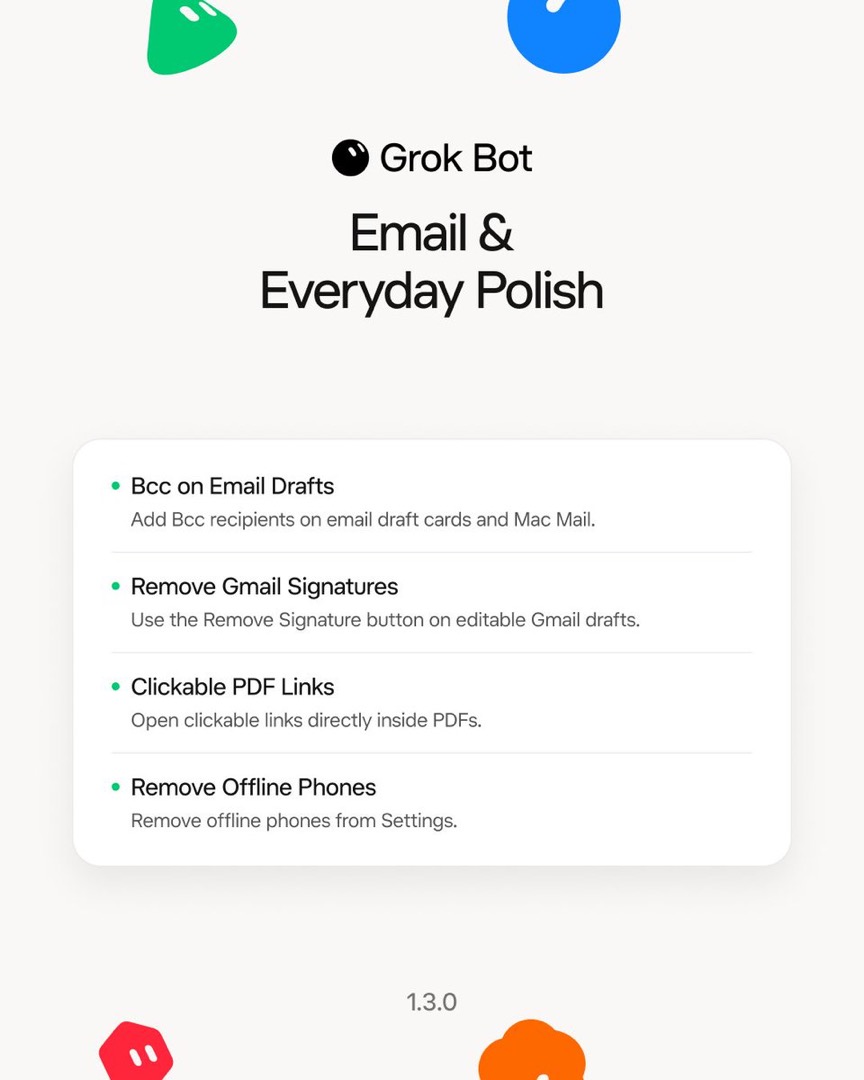 Grok Bot
Email &
Everyday Polish
Bcc on Email Drafts
Add Bcc recipients on email draft cards and Mac Mail.
Remove Gmail Signatures
Use the Remove Signature button on editable Gmail drafts.
Clickable PDF Links
Open clickable links directly inside PDFs.
Remove Offline Phones
Remove offline phones from Settings.
1.3.0